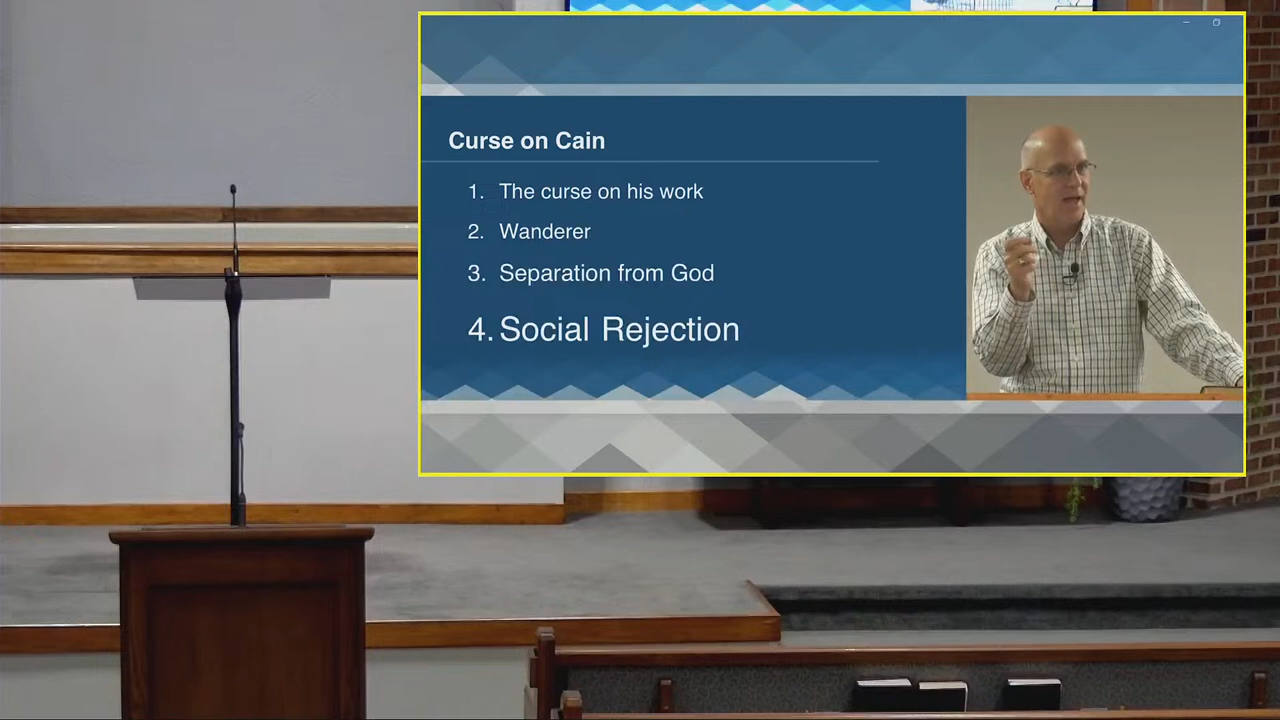 Curse on Cain
1. The curse on his work
2. Wanderer
3. Separation from God
4. Social Rejection